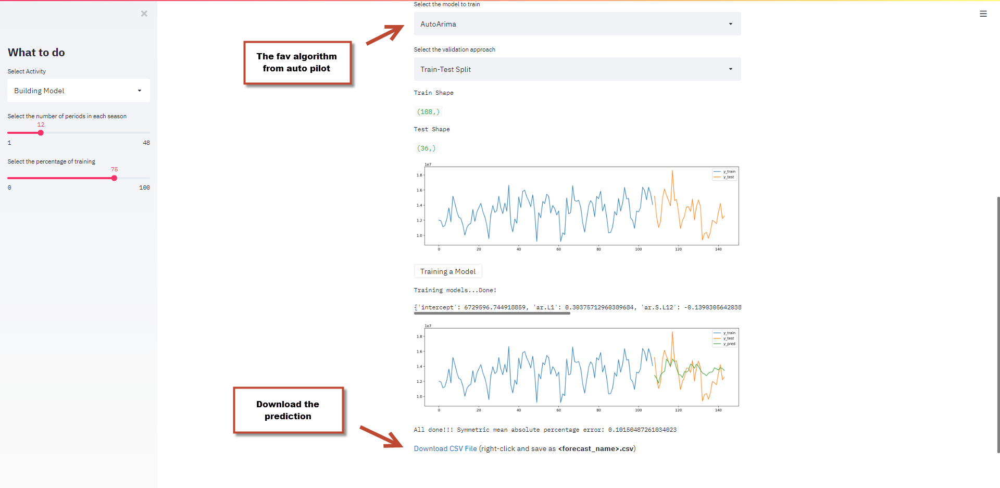 ×
What to do
Select Activity
Building Model
Select the number of periods in each season
12
1
48
Select the percentage of training
75
0
100
Select the model to train
AutoArima
The fav algorithm
from auto pilot
Select the validation approach
Train-Test Split
Train Shape
(108,)
Test Shape
(36,)
1e7
y_train
y_test
1.8
1.6
1.4
1.2
1.0
0 20 40 60 80 100 120 140
Training a Model
Training models...Done!
{'intercept': 6729596.744918859, 'ar.L1': 0.30375712960389684, 'ar.S.L12': -0.1390305642038
1e7
y_train
y_test
y_pred
1.8
1.6
1.4
1.2
1.0
0 20 40 60 80 100 120 140
Download the
prediction
All done!!! Symmetric mean absolute percentage error: 0.10150487261034023
Download CSV File (right-click and save as <forecast_name>.csv)